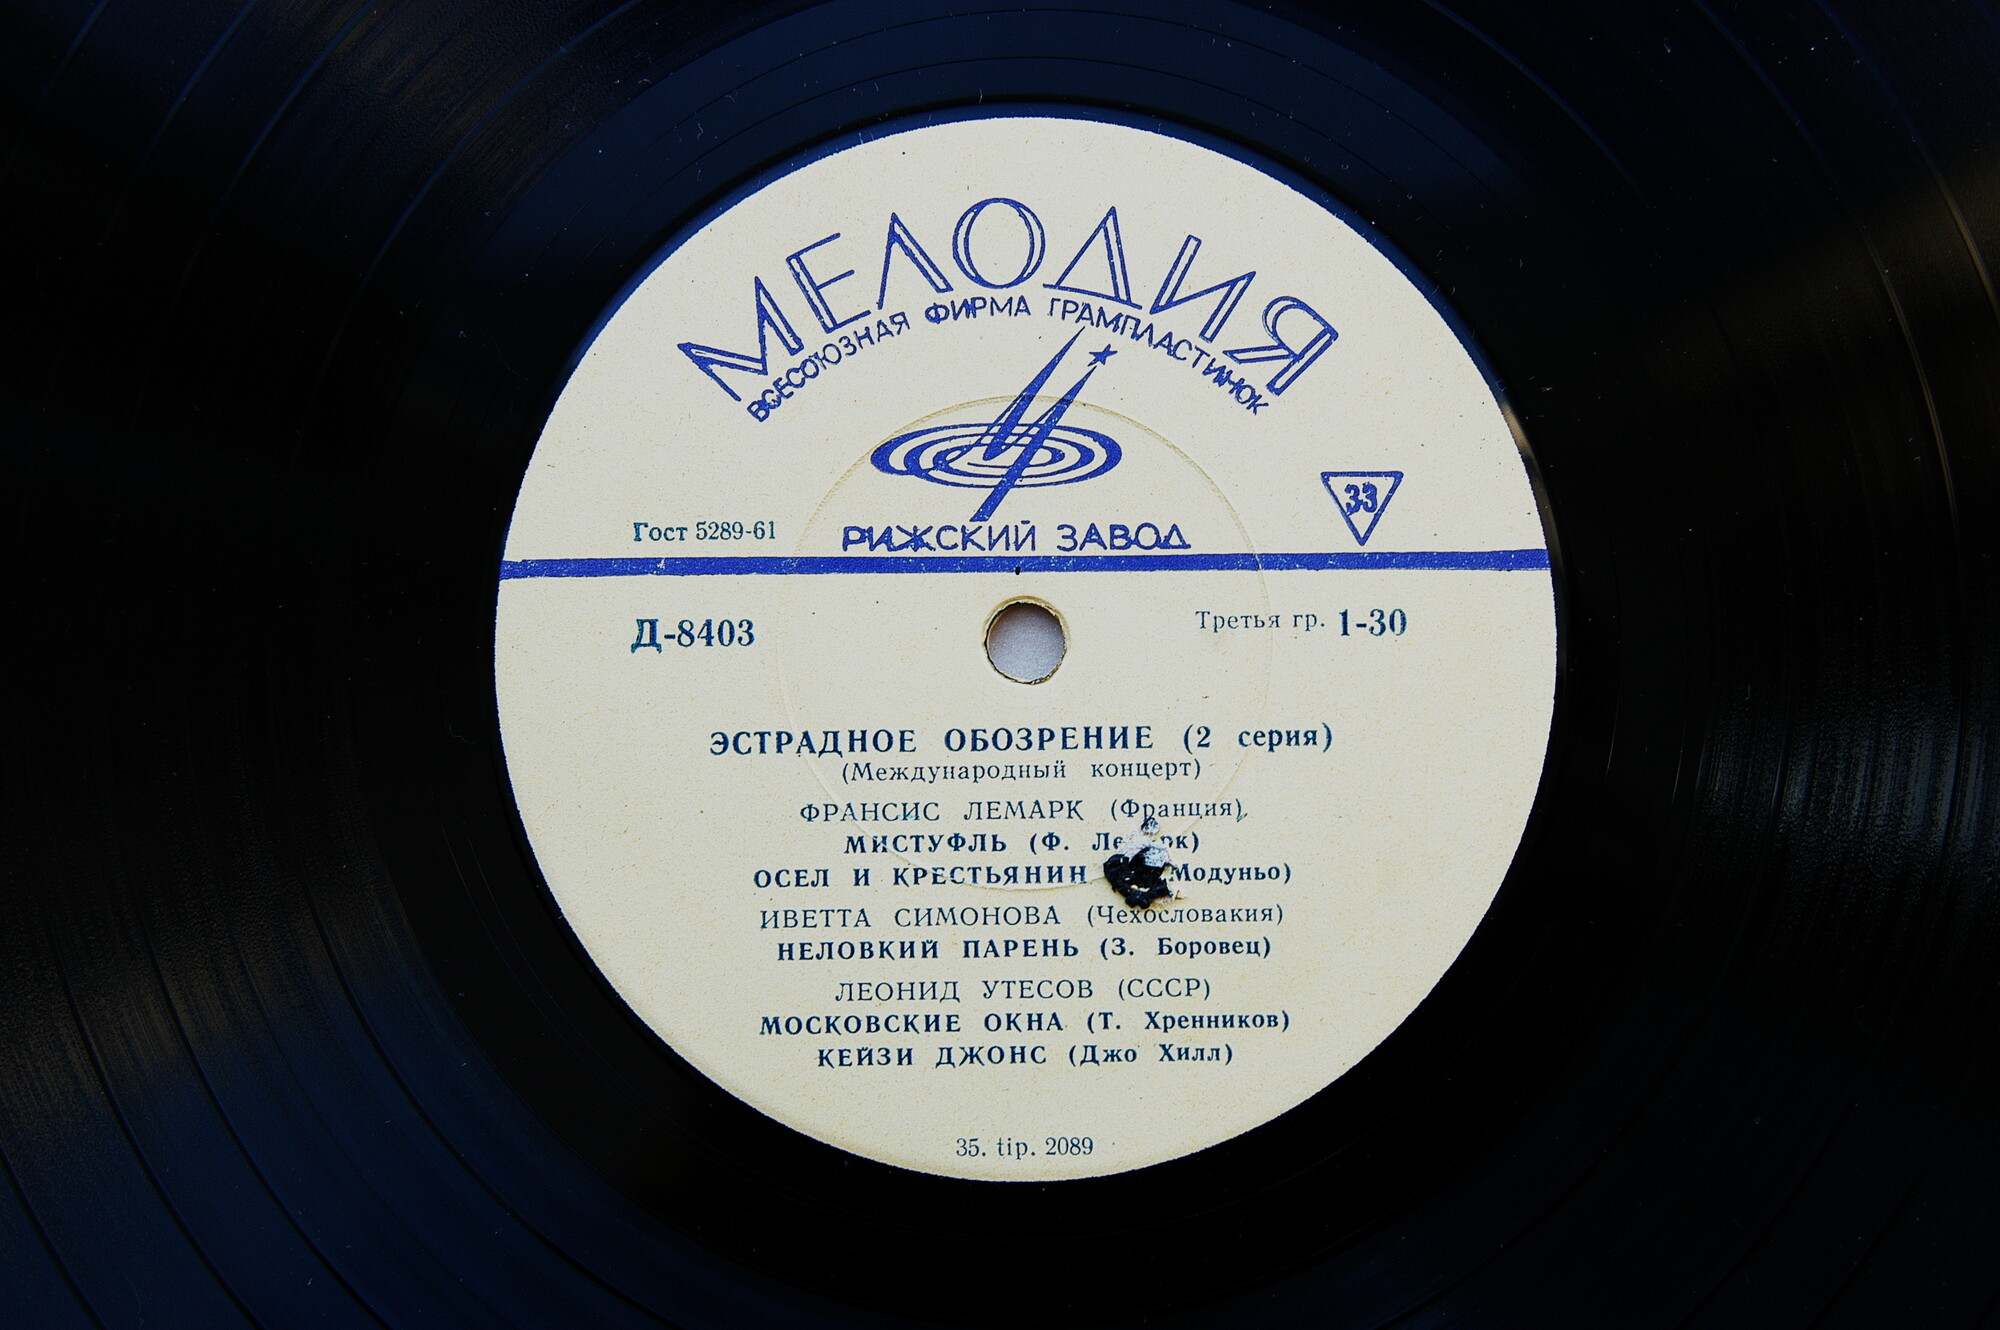 МЕЛОДИЯ
ВСЕСОЮЗНАЯ ФИРМА ГРАМПЛАСТИНОК
33
Гост 5289-61
РИЖСКИЙ ЗАВОД
Д-8403
Третья гр. 1-30
ЭСТРАДНОЕ ОБОЗРЕНИЕ (2 серия)
(Международный концерт)
ФРАНСИС ЛЕМАРК (Франция)
МИСТУФЛЬ (Ф.
ОСЕЛ И КРЕСТЬЯНИН Модуньо)
ИВЕТТА СИМОНОВА (Чехословакия)
НЕЛОВКИЙ ПАРЕНЬ (З. Боровец)
ЛЕОНИД УТЕСОВ (СССР)
МОСКОВСКИЕ ОКНА (Т. Хренников)
КЕЙЗИ ДЖОНС (Джо Хилл)
35. tip. 2089